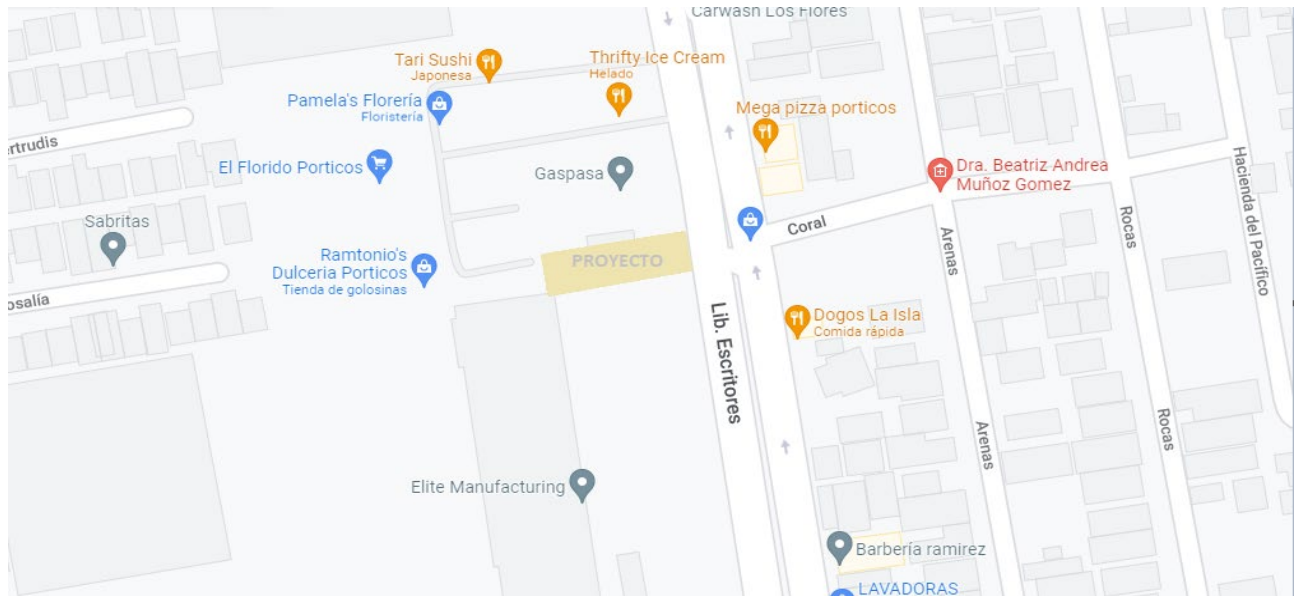 Carwash Los Flores
Tari Sushi
Japonesa
Thrifty Ice Cream
Helado
Pamela's Florería
Floristería
Mega pizza porticos
ertrudis
El Florido Porticos
Gaspasa
Dra. Beatriz Andrea
Muñoz Gomez
Hacienda del Pacífico
Sabritas
Coral
Rocas
Arenas
Ramtonio's
Dulceria Porticos
Tienda de golosinas
PROYECTO
osalía
Lib. Escritores
Dogos La Isla
Comida rápida
Arenas
Rocas
Elite Manufacturing
Barbería ramirez
LAVADORAS